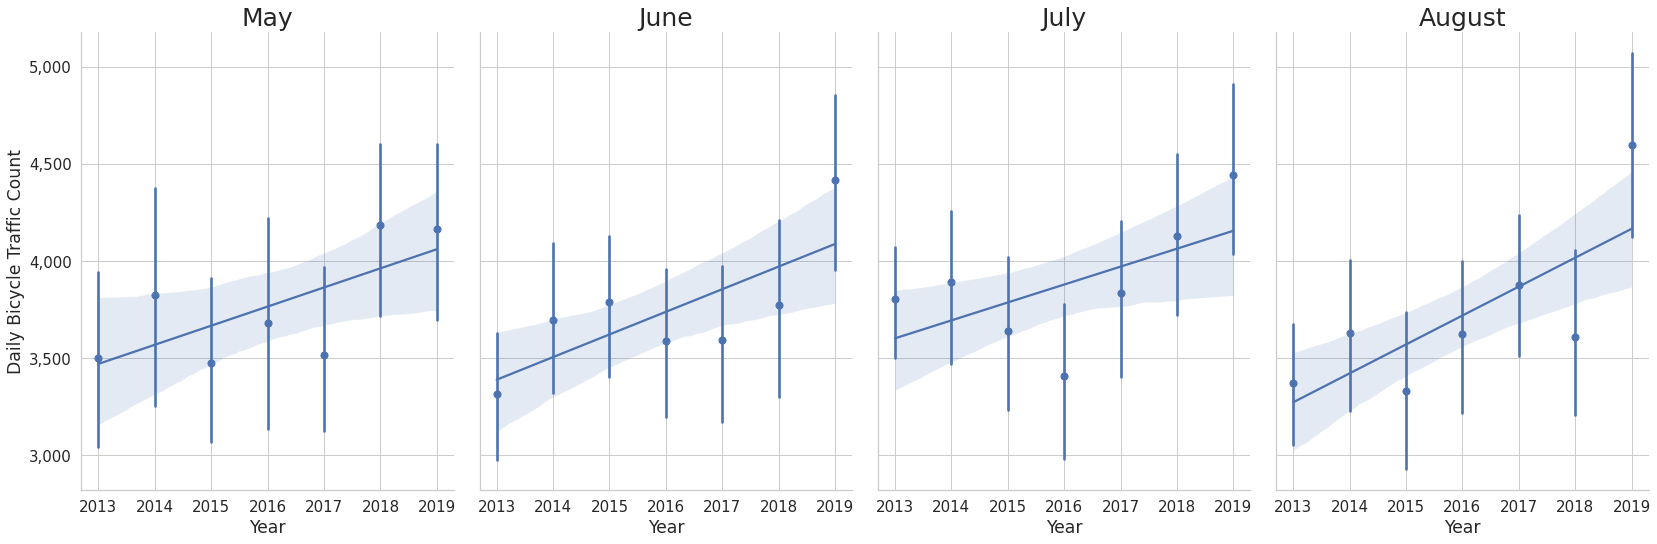 May June July August
Daily Bicycle Traffic Count
5,000
4,500
4,000
3,500
3,000
2013 2014 2015 2016 2017 2018 2019 2013 2014 2015 2016 2017 2018 2019 2013 2014 2015 2016 2017 2018 2019 2013 2014 2015 2016 2017 2018 2019
Year Year Year Year